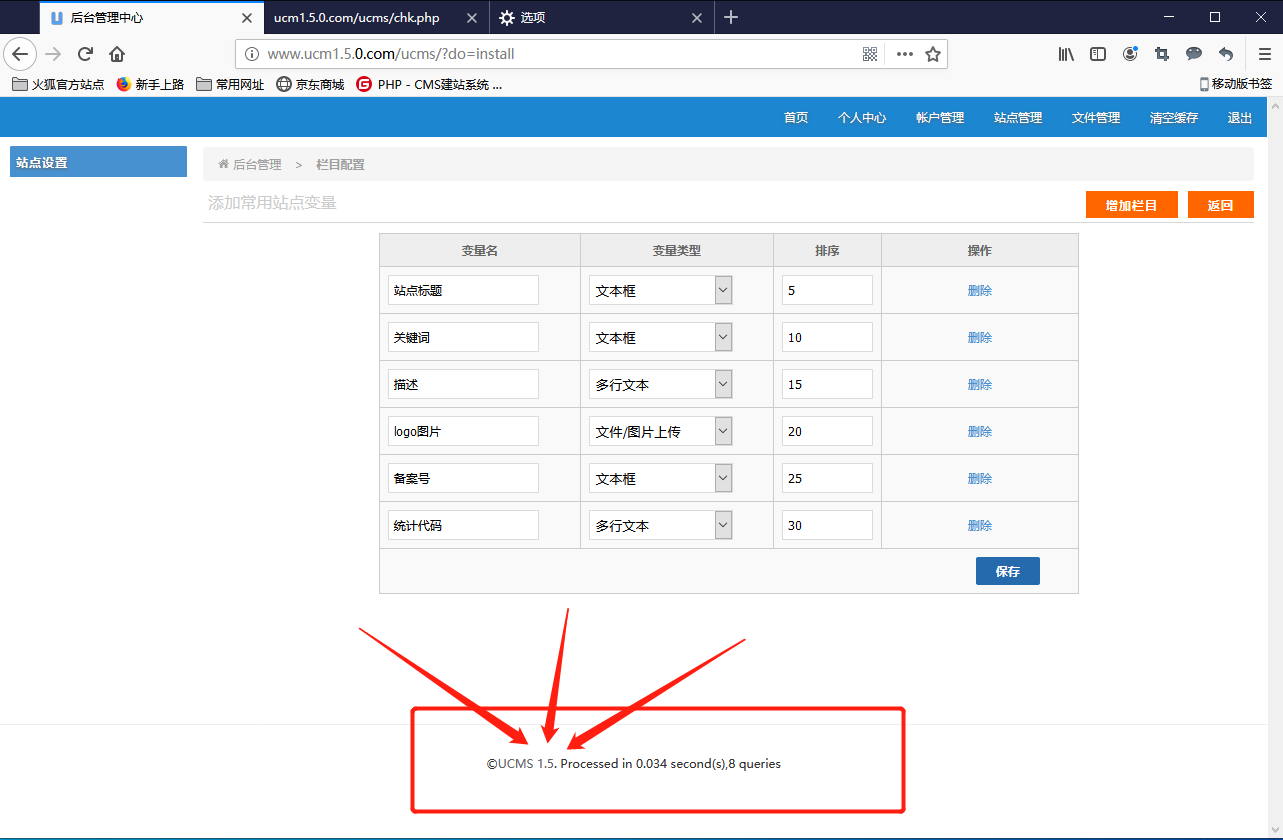 后台管理中心 ucm1.5.0.com/ucms/chk.php 选项
www.ucm1.5.0.com/ucms/?do=install
火狐官方站点 新手上路 常用网址 京东商城 PHP - CMS建站系统 ... 移动版书签
首页 个人中心 帐户管理 站点管理 文件管理 清空缓存 退出
站点设置
后台管理 > 栏目配置
添加常用站点变量 增加栏目 返回
变量名 变量类型 排序 操作
站点标题 文本框 5 删除
关键词 文本框 10 删除
描述 多行文本 15 删除
logo图片 文件/图片上传 20 删除
备案号 文本框 25 删除
统计代码 多行文本 30 删除
保存
©UCMS 1.5. Processed in 0.034 second(s),8 queries